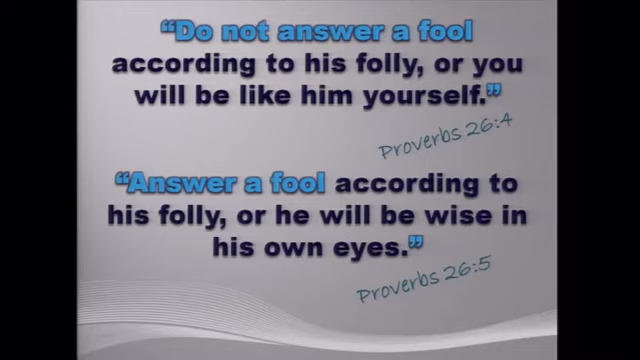 “Do not answer a fool
according to his folly, or you
will be like him yourself.”
Proverbs 26:4
“Answer a fool according to
his folly, or he will be wise in
his own eyes.”
Proverbs 26:5